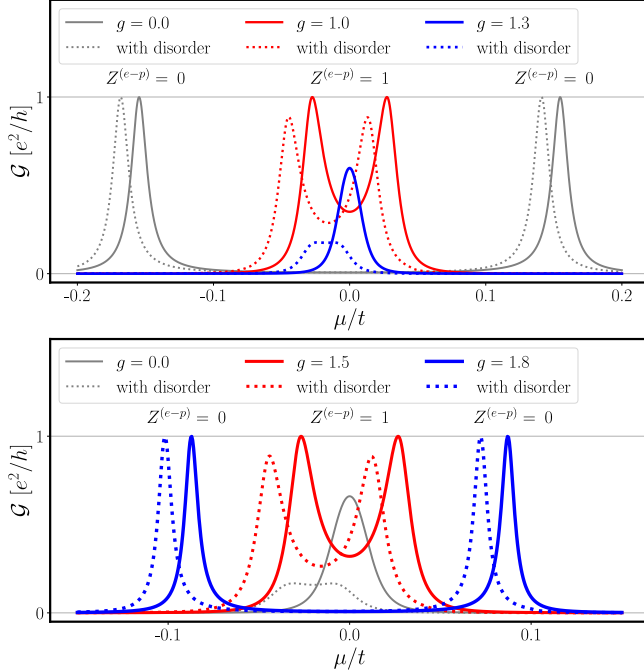 g = 0.0 g = 1.0 g = 1.3
with disorder with disorder with disorder
Z^(e−p) = 0 Z^(e−p) = 1 Z^(e−p) = 0
1
𝒢 [e²/h]
0
-0.2 -0.1 0.0 0.1 0.2
μ/t
g = 0.0 g = 1.5 g = 1.8
with disorder with disorder with disorder
Z^(e−p) = 0 Z^(e−p) = 1 Z^(e−p) = 0
1
𝒢 [e²/h]
0
-0.1 0.0 0.1
μ/t